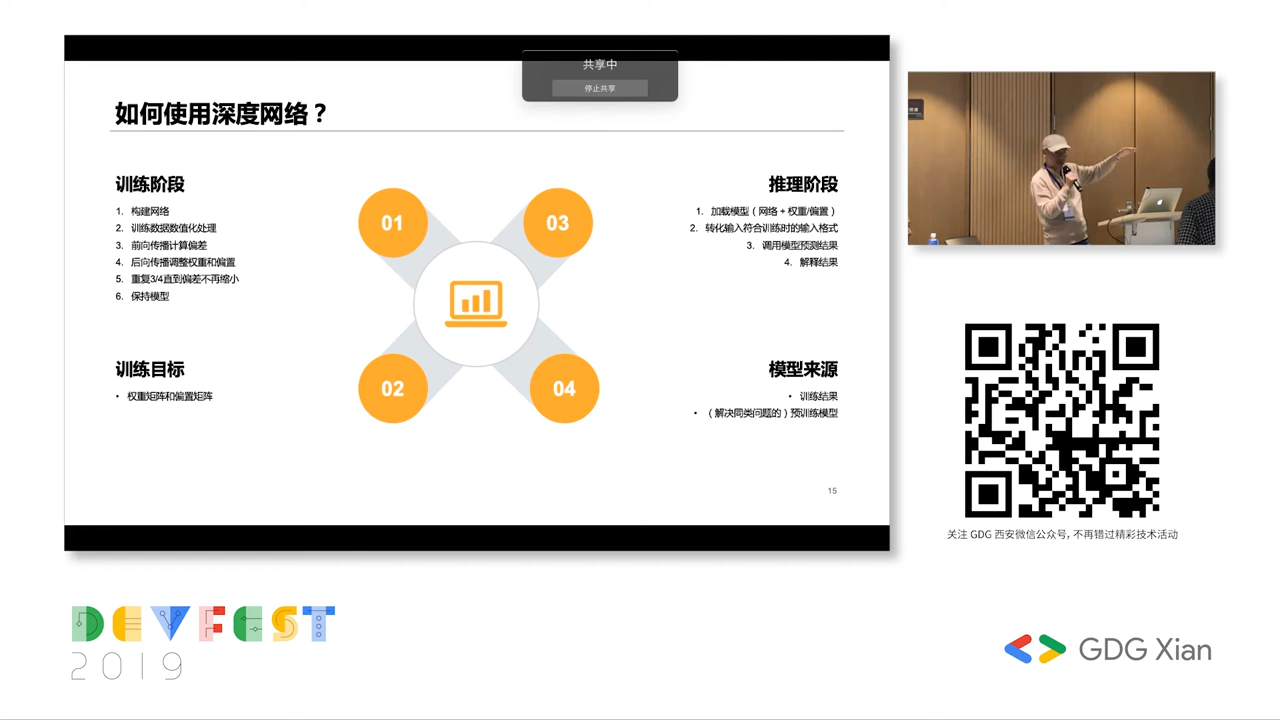 共享中
停止共享
如何使用深度网络？
训练阶段
1. 构建网络
2. 训练数据数值化处理
3. 前向传播计算偏差
4. 后向传播调整权重和偏置
5. 重复3/4直到偏差不再缩小
6. 保持模型
01
03
推理阶段
1. 加载模型（网络 + 权重/偏置）
2. 转化输入符合训练时的输入格式
3. 调用模型预测结果
4. 解释结果
训练目标
• 权重矩阵和偏置矩阵
02
04
模型来源
• 训练结果
• （解决同类问题的）预训练模型
15
关注 GDG 西安微信公众号, 不再错过精彩技术活动
DEVFEST
2019
GDG Xian